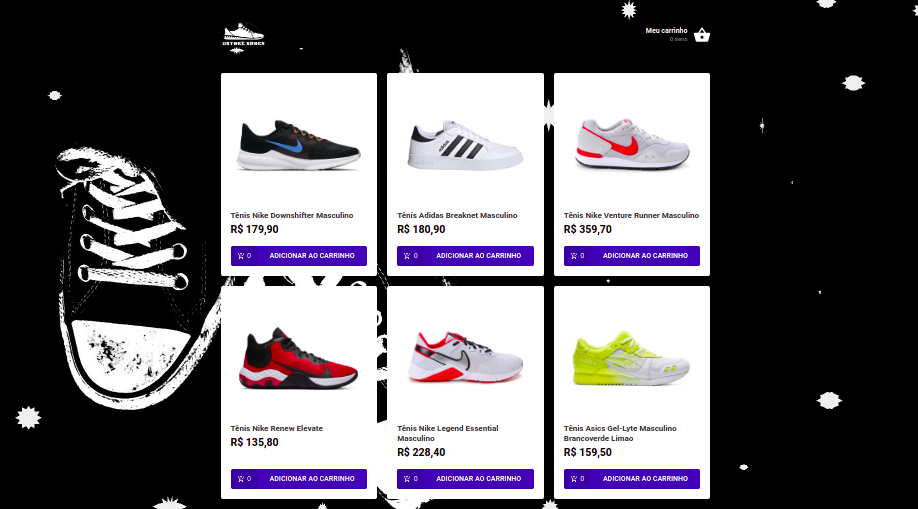 DSTORE SHOES
Meu carrinho
0 itens
Tênis Nike Downshifter Masculino
R$ 179,90
0 ADICIONAR AO CARRINHO
Tênis Adidas Breaknet Masculino
R$ 180,90
0 ADICIONAR AO CARRINHO
Tênis Nike Venture Runner Masculino
R$ 359,70
0 ADICIONAR AO CARRINHO
Tênis Nike Renew Elevate
R$ 135,80
0 ADICIONAR AO CARRINHO
Tênis Nike Legend Essential
Masculino
R$ 228,40
0 ADICIONAR AO CARRINHO
Tênis Asics Gel-Lyte Masculino
Brancoverde Limao
R$ 159,50
0 ADICIONAR AO CARRINHO